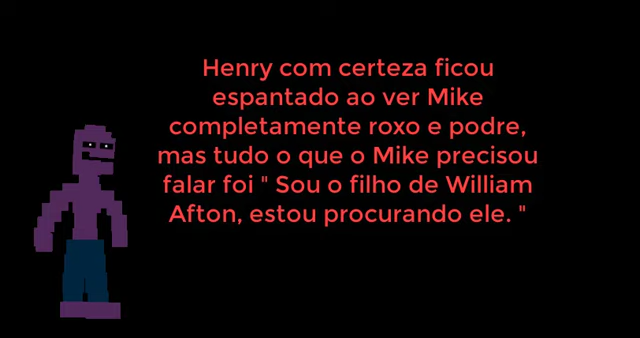 Henry com certeza ficou
espantado ao ver Mike
completamente roxo e podre,
mas tudo o que o Mike precisou
falar foi " Sou o filho de William
Afton, estou procurando ele. "